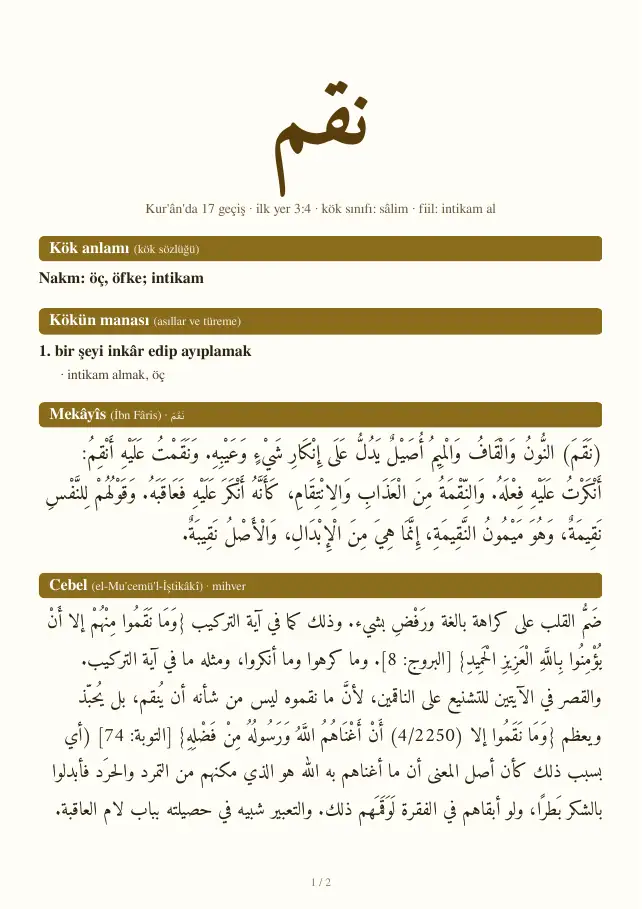 نقم
Kur'ân'da 17 geçiş · ilk yer 3:4 · kök sınıfı: sâlim · fiil: intikam al
Kök anlamı (kök sözlüğü)
Nakm: öç, öfke; intikam
Kökün manası (asıllar ve türeme)
1. bir şeyi inkâr edip ayıplamak
· intikam almak, öç
Mekâyîs (İbn Fâris) · نَقَمَ
(نَقَمَ) النُّونُ وَالْقَافُ وَالْمِيمُ أُصَيْلٌ يَدُلُّ عَلَى إِنْكَارِ شَيْءٍ وَعَيْبِهِ. وَنَقَمْتُ عَلَيْهِ أَنْقِمُ:
أَنْكَرْتُ عَلَيْهِ فِعْلَهُ. وَالنِّقْمَةُ مِنَ الْعَذَابِ وَالِانْتِقَامِ، كَأَنَّهُ أَنْكَرَ عَلَيْهِ فَعَاقَبَهُ. وَقَوْلُهُمْ لِلنَّفْسِ
نَقِيمَةٌ، وَهُوَ مَيْمُونُ النَّقِيمَةِ، إِنَّمَا هِيَ مِنَ الْإِبْدَالِ، وَالْأَصْلُ نَقِيبَةٌ.
Cebel (el-Mu'cemü'l-İştikâkî) · mihver
ضَمُّ القلب على كراهة بالغة ورَفْضِ بشيء. وذلك كما في آية التركيب {وَمَا نَقَمُوا مِنْهُمْ إلا أَنْ
يُؤْمِنُوا بِاللَّهِ الْعَزِيزِ الْحَمِيدِ} [البروج: 8]. وما كرهوا وما أنكروا، ومثله ما في آية التركيب.
والقصر في الآيتين للتشنيع على الناقمين، لأنَّ ما نقموه ليس من شأنه أن يُنقم، بل يُحبّذ
ويعظم {وَمَا نَقَمُوا إلا (4/2250) أَنْ أَغْنَاهُمُ اللَّهُ وَرَسُولُهُ مِنْ فَضْلِهِ} [التوبة: 74] (أي
بسبب ذلك كأن أصل المعنى أن ما أغناهم به الله هو الذي مكنهم من التمرد والحرَد فأبدلوا
بالشكر بَطرًا، ولو أبقاهم في الفقرة لَوَقَمَهم ذلك. والتعبير شبيه في حصيلته بباب لام العاقبة.
1 / 2